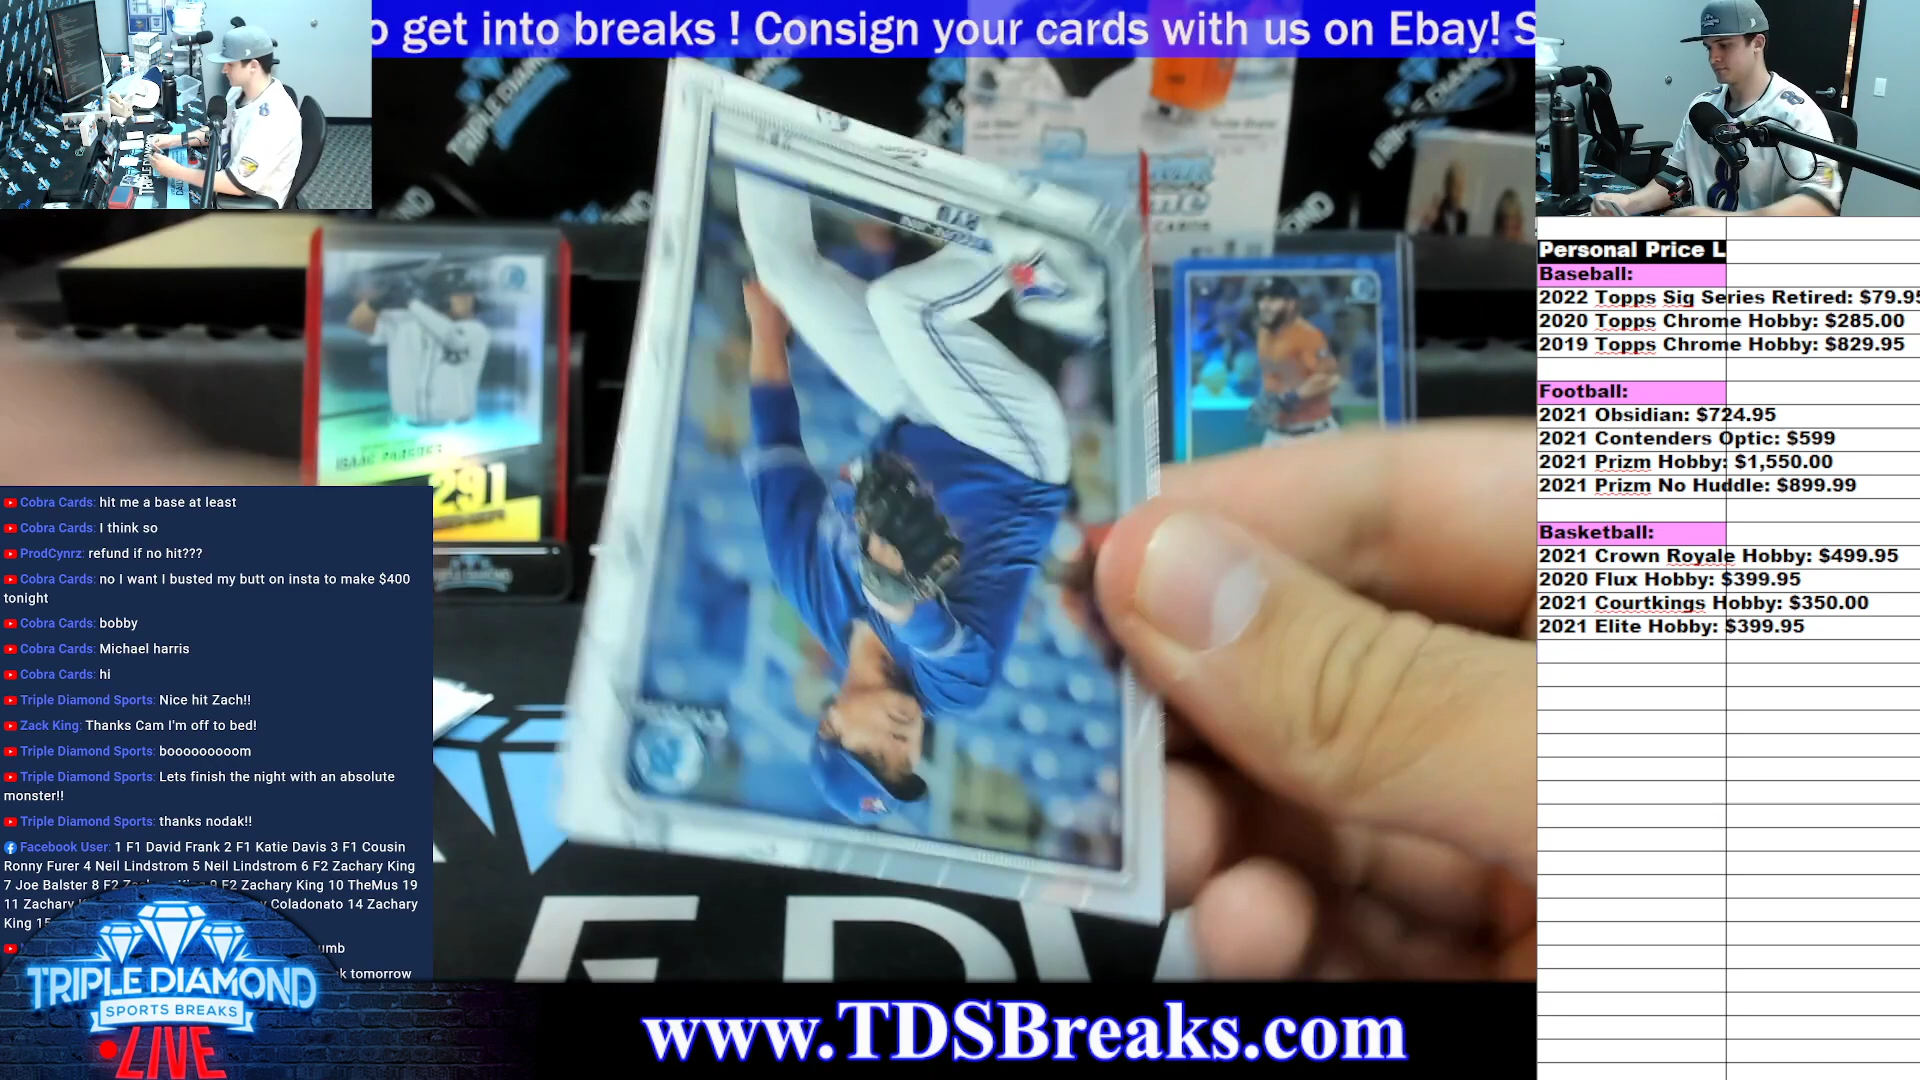 o get into breaks ! Consign your cards with us on Ebay! S
TRIPLE DIAMOND
ISAAC PAREDES
291
RYU
Personal Price L
Baseball:
2022 Topps Sig Series Retired: $79.95
2020 Topps Chrome Hobby: $285.00
2019 Topps Chrome Hobby: $829.95
Football:
2021 Obsidian: $724.95
2021 Contenders Optic: $599
2021 Prizm Hobby: $1,550.00
2021 Prizm No Huddle: $899.99
Basketball:
2021 Crown Royale Hobby: $499.95
2020 Flux Hobby: $399.95
2021 Courtkings Hobby: $350.00
2021 Elite Hobby: $399.95
Cobra Cards: hit me a base at least
Cobra Cards: I think so
ProdCynrz: refund if no hit???
Cobra Cards: no I want I busted my butt on insta to make $400
tonight
Cobra Cards: bobby
Cobra Cards: Michael harris
Cobra Cards: hi
Triple Diamond Sports: Nice hit Zach!!
Zack King: Thanks Cam I'm off to bed!
Triple Diamond Sports: booooooooom
Triple Diamond Sports: Lets finish the night with an absolute
monster!!
Triple Diamond Sports: thanks nodak!!
Facebook User: 1 F1 David Frank 2 F1 Katie Davis 3 F1 Cousin
Ronny Furer 4 Neil Lindstrom 5 Neil Lindstrom 6 F2 Zachary King
7 Joe Balster 8 F2 9 F2 Zachary King 10 TheMus 19
11 Zachary Coladonato 14 Zachary
King 15
umb
tomorrow
TRIPLE DIAMOND
SPORTS BREAKS
LIVE
www.TDSBreaks.com